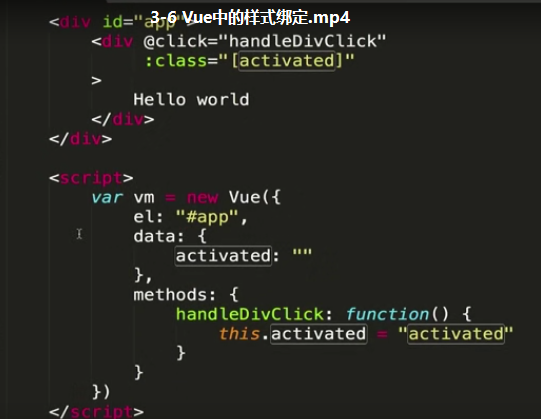 3-6 Vue中的样式绑定.mp4
<div id="app">
<div @click="handleDivClick"
:class="[activated]"
>
Hello world
</div>
</div>
<script>
var vm = new Vue({
el: "#app",
data: {
activated: ""
},
methods: {
handleDivClick: function() {
this.activated = "activated"
}
}
})
</script>